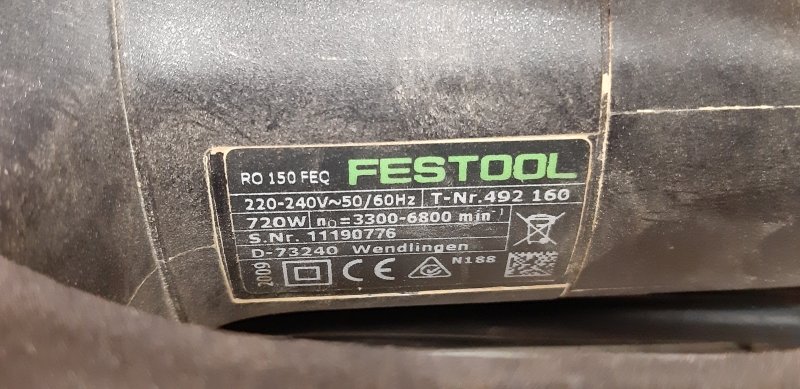 RO 150 FEQ FESTOOL
220-240V~50/60Hz T-Nr.492 160
720W n₀=3300-6800 min⁻¹
S.Nr. 11190776
D-73240 Wendlingen
2009 CE N188